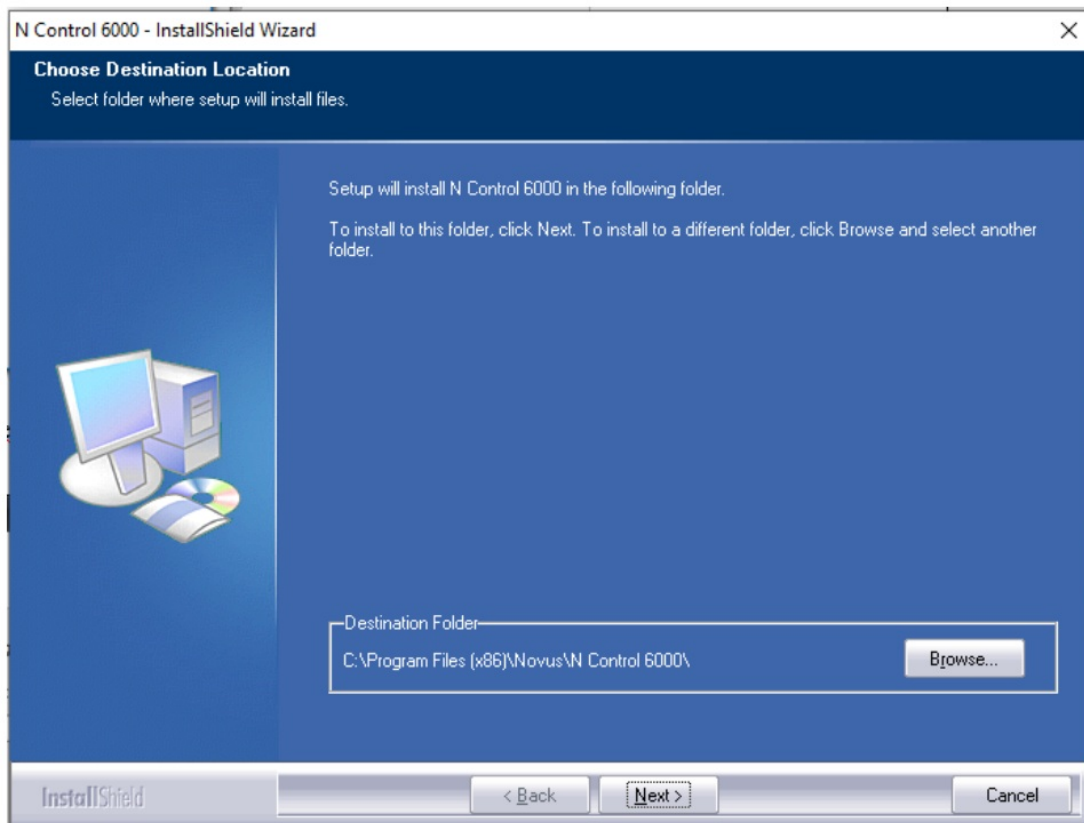 N Control 6000 - InstallShield Wizard
Choose Destination Location
Select folder where setup will install files.
Setup will install N Control 6000 in the following folder.
To install to this folder, click Next. To install to a different folder, click Browse and select another
folder.
Destination Folder
C:\Program Files (x86)\Novus\N Control 6000\
Browse...
InstallShield
< Back
Next >
Cancel